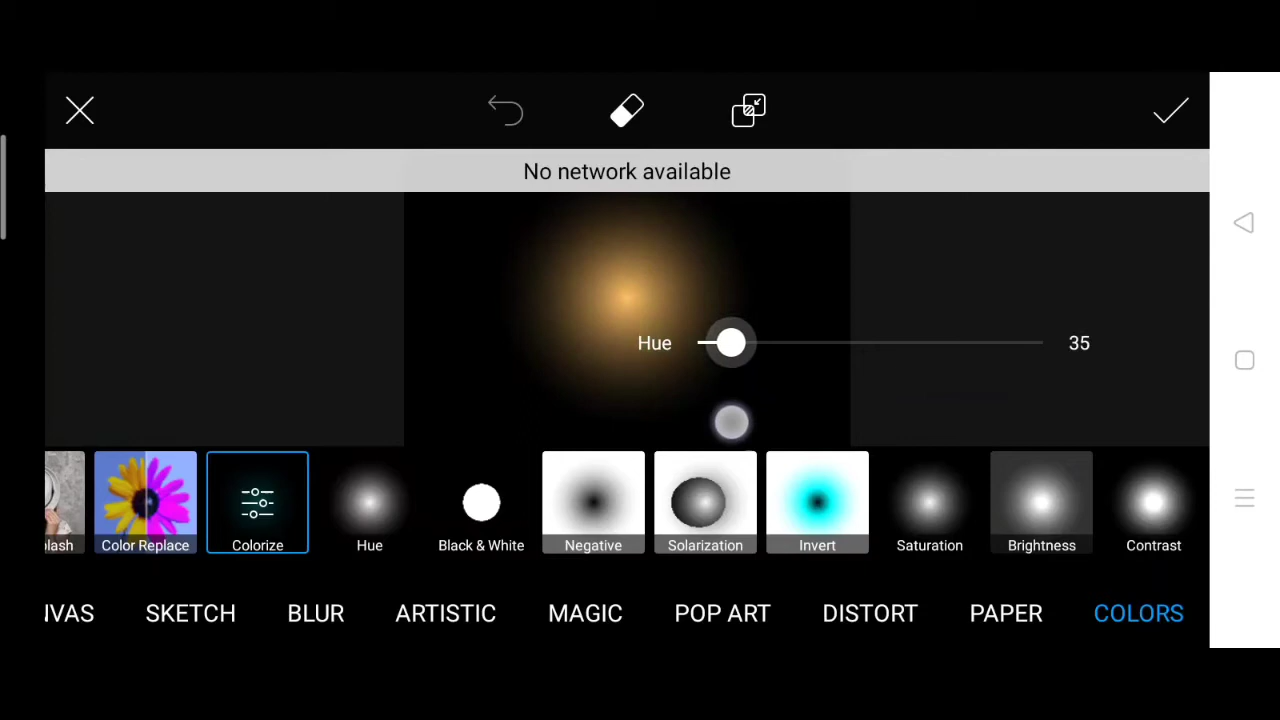 No network available
Hue 35
lash
Color Replace
Colorize
Hue
Black & White
Negative
Solarization
Invert
Saturation
Brightness
Contrast
IVAS SKETCH BLUR ARTISTIC MAGIC POP ART DISTORT PAPER COLORS